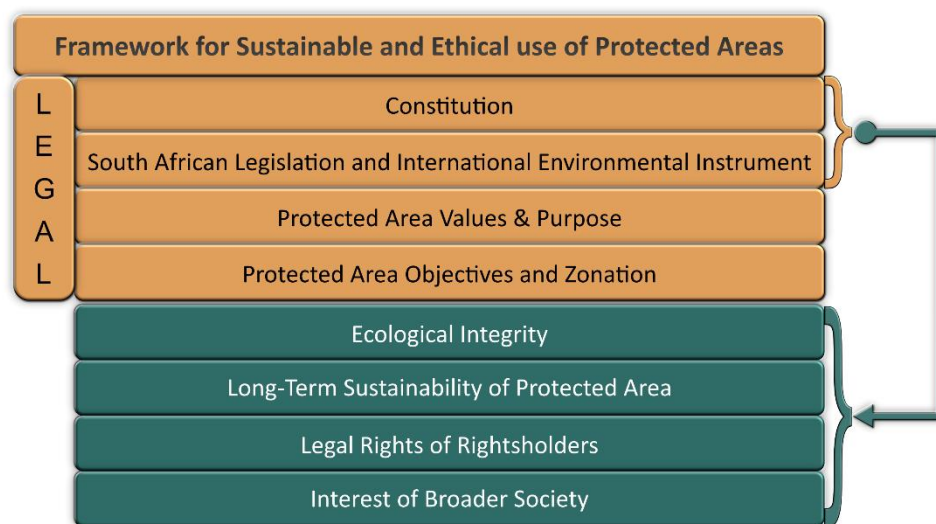 Framework for Sustainable and Ethical use of Protected Areas
LEGAL
Constitution
South African Legislation and International Environmental Instrument
Protected Area Values & Purpose
Protected Area Objectives and Zonation
Ecological Integrity
Long-Term Sustainability of Protected Area
Legal Rights of Rightsholders
Interest of Broader Society